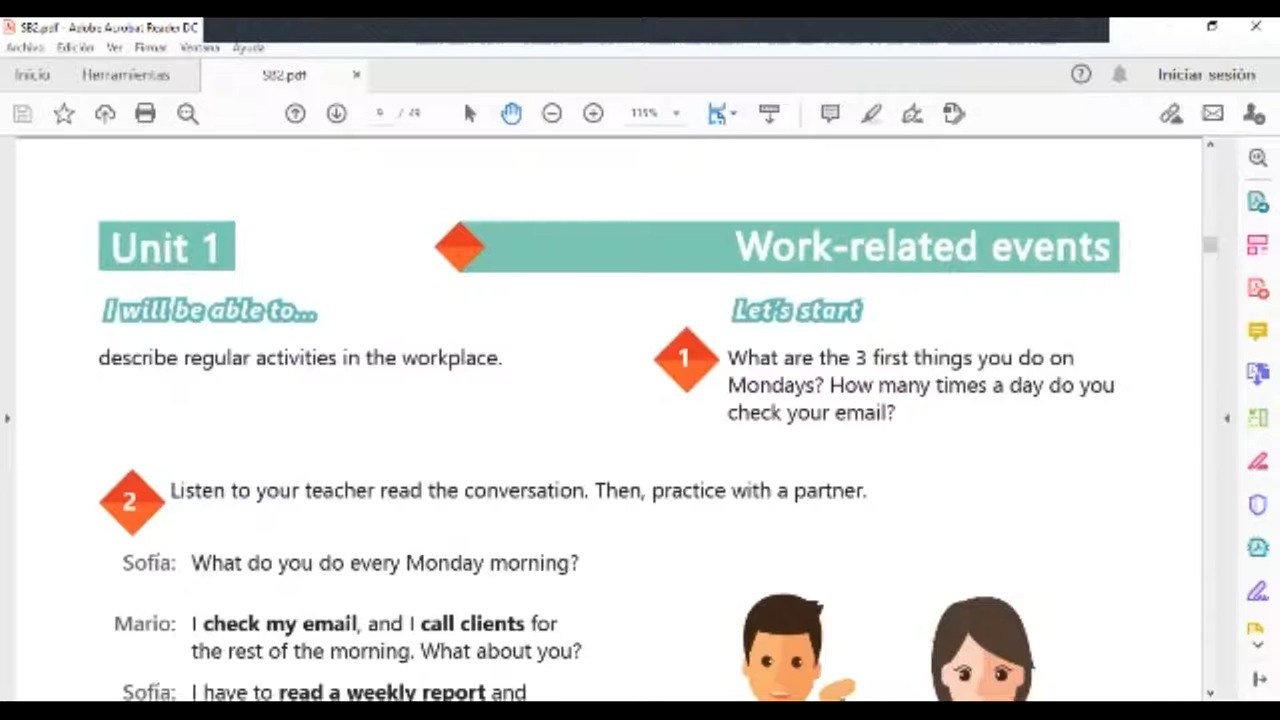 SB2.pdf - Adobe Acrobat Reader DC
Archivo Edición Ver Firmar Ventana Ayuda
Inicio Herramientas SB2.pdf Iniciar sesión
9 / 49 115%
Unit 1 Work-related events
I will be able to... Let's start
describe regular activities in the workplace.
1 What are the 3 first things you do on
Mondays? How many times a day do you
check your email?
2 Listen to your teacher read the conversation. Then, practice with a partner.
Sofía: What do you do every Monday morning?
Mario: I check my email, and I call clients for
the rest of the morning. What about you?
Sofía: I have to read a weekly report and